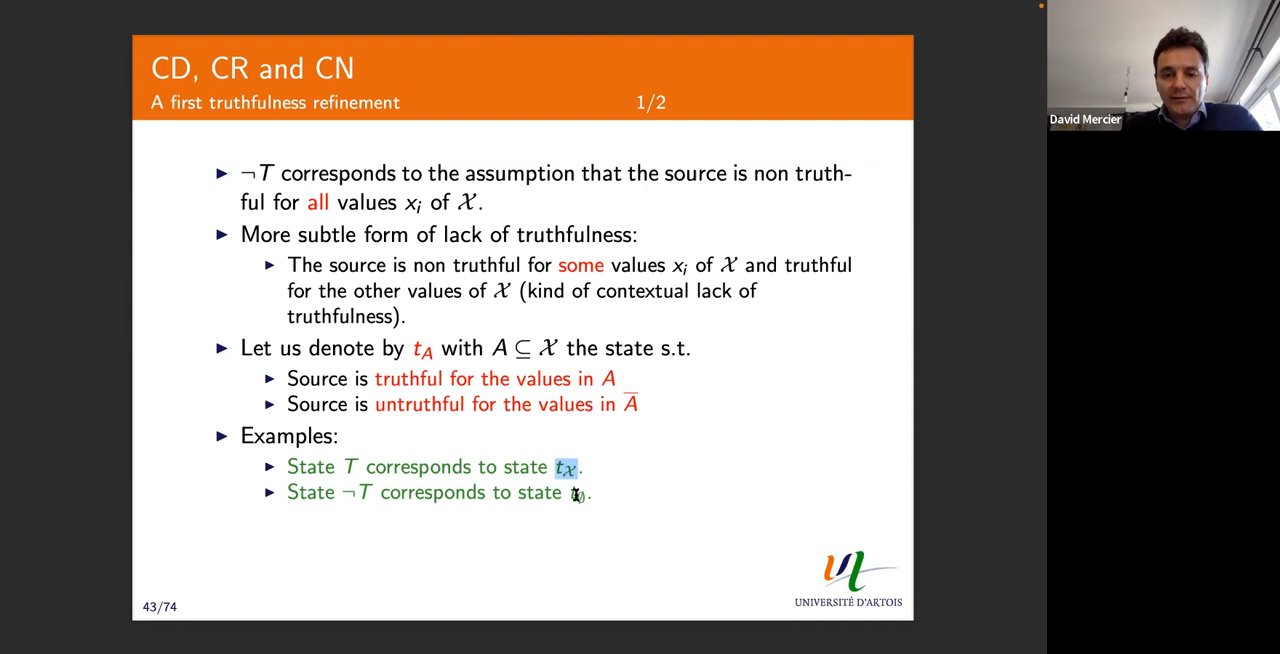 CD, CR and CN
A first truthfulness refinement 1/2
David Mercier
▶ ¬T corresponds to the assumption that the source is non truth-
ful for all values xᵢ of 𝒳.
▶ More subtle form of lack of truthfulness:
▶ The source is non truthful for some values xᵢ of 𝒳 and truthful
for the other values of 𝒳 (kind of contextual lack of
truthfulness).
▶ Let us denote by t_A with A ⊆ 𝒳 the state s.t.
▶ Source is truthful for the values in A
▶ Source is untruthful for the values in A̅
▶ Examples:
▶ State T corresponds to state t_𝒳.
▶ State ¬T corresponds to state t_∅.
UNIVERSITÉ D'ARTOIS
43/74